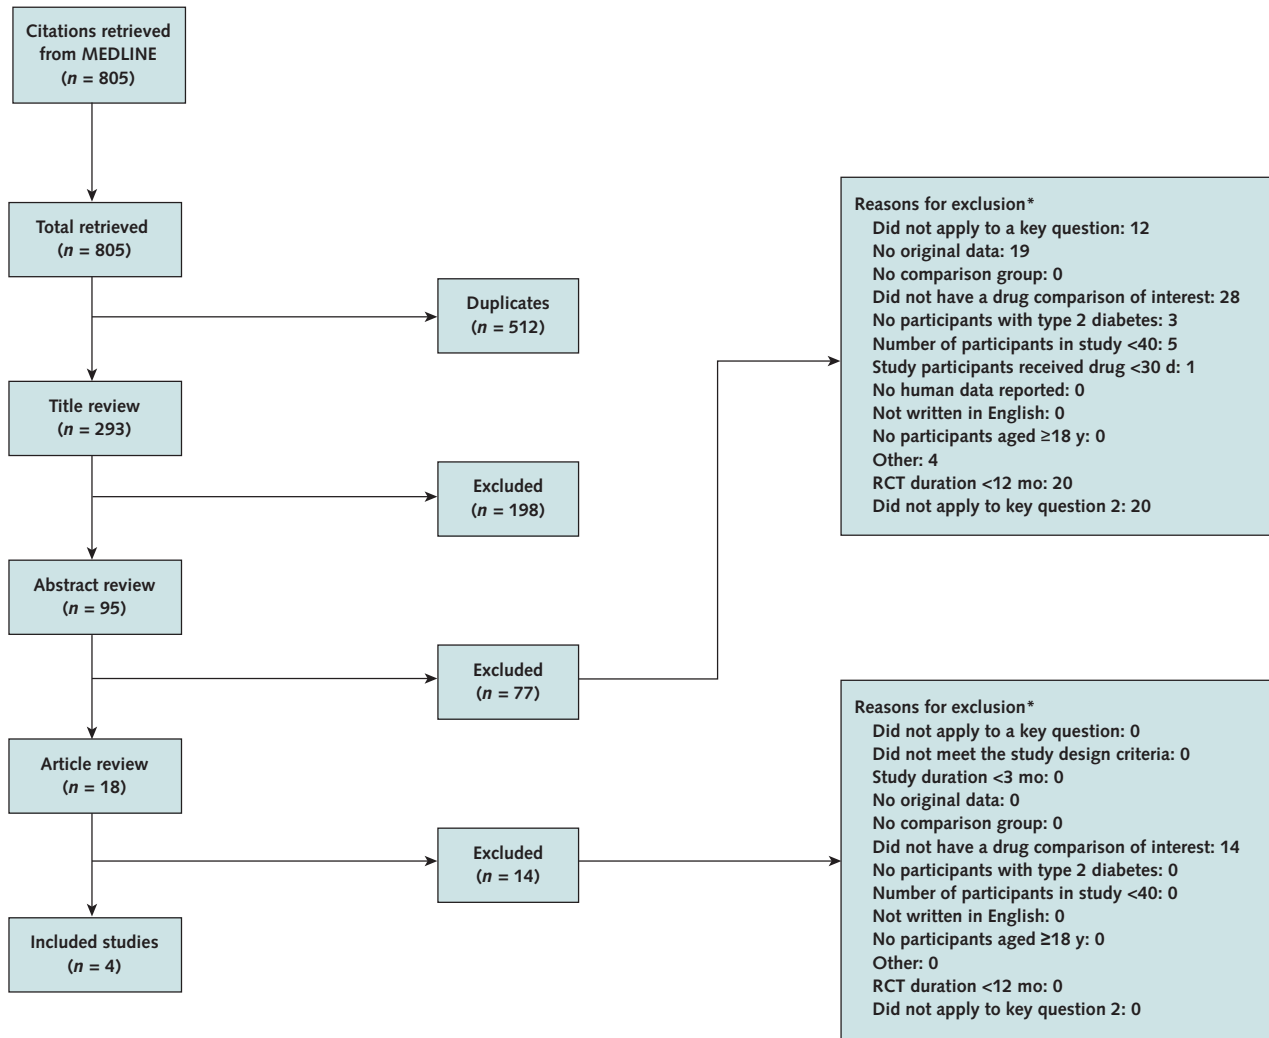 Citations retrieved
from MEDLINE
(n = 805)
Total retrieved
(n = 805)
Duplicates
(n = 512)
Title review
(n = 293)
Excluded
(n = 198)
Abstract review
(n = 95)
Excluded
(n = 77)
Reasons for exclusion*
Did not apply to a key question: 12
No original data: 19
No comparison group: 0
Did not have a drug comparison of interest: 28
No participants with type 2 diabetes: 3
Number of participants in study <40: 5
Study participants received drug <30 d: 1
No human data reported: 0
Not written in English: 0
No participants aged ≥18 y: 0
Other: 4
RCT duration <12 mo: 20
Did not apply to key question 2: 20
Article review
(n = 18)
Excluded
(n = 14)
Reasons for exclusion*
Did not apply to a key question: 0
Did not meet the study design criteria: 0
Study duration <3 mo: 0
No original data: 0
No comparison group: 0
Did not have a drug comparison of interest: 14
No participants with type 2 diabetes: 0
Number of participants in study <40: 0
Not written in English: 0
No participants aged ≥18 y: 0
Other: 0
RCT duration <12 mo: 0
Did not apply to key question 2: 0
Included studies
(n = 4)